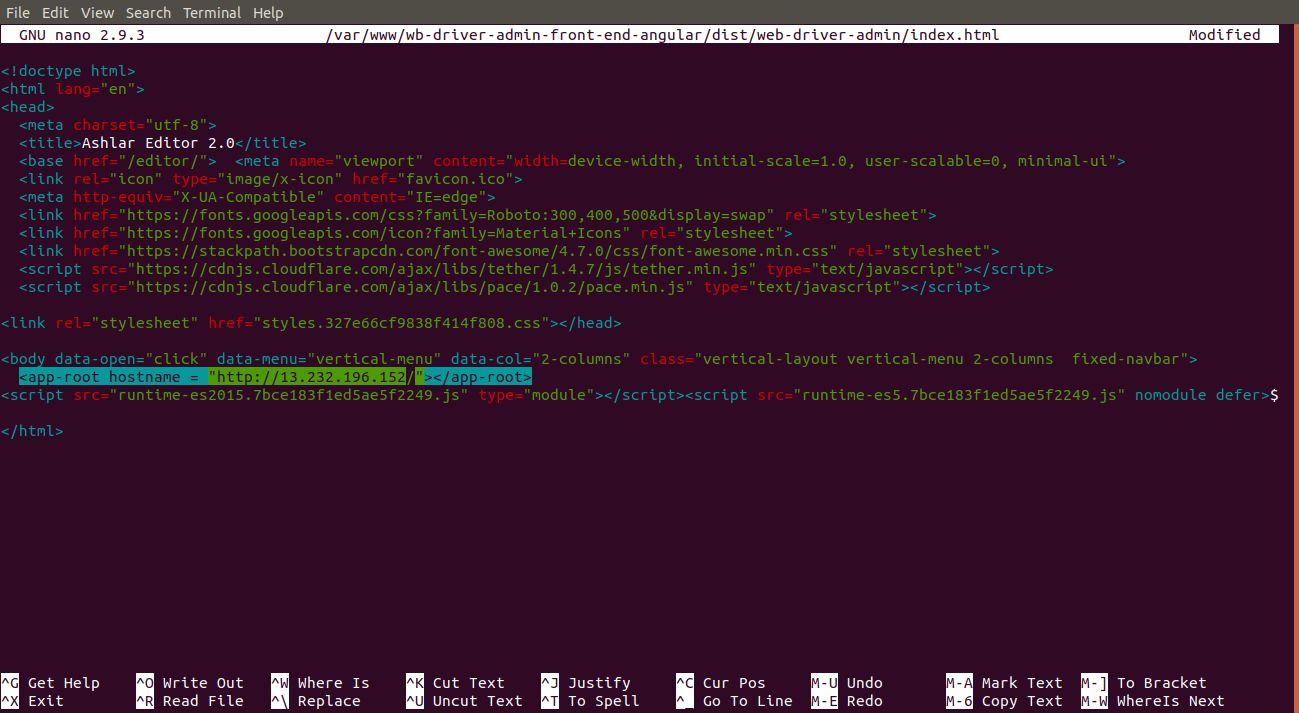 File Edit View Search Terminal Help
GNU nano 2.9.3 /var/www/wb-driver-admin-front-end-angular/dist/web-driver-admin/index.html Modified
<!doctype html>
<html lang="en">
<head>
  <meta charset="utf-8">
  <title>Ashlar Editor 2.0</title>
  <base href="/editor/">  <meta name="viewport" content="width=device-width, initial-scale=1.0, user-scalable=0, minimal-ui">
  <link rel="icon" type="image/x-icon" href="favicon.ico">
  <meta http-equiv="X-UA-Compatible" content="IE=edge">
  <link href="https://fonts.googleapis.com/css?family=Roboto:300,400,500&display=swap" rel="stylesheet">
  <link href="https://fonts.googleapis.com/icon?family=Material+Icons" rel="stylesheet">
  <link href="https://stackpath.bootstrapcdn.com/font-awesome/4.7.0/css/font-awesome.min.css" rel="stylesheet">
  <script src="https://cdnjs.cloudflare.com/ajax/libs/tether/1.4.7/js/tether.min.js" type="text/javascript"></script>
  <script src="https://cdnjs.cloudflare.com/ajax/libs/pace/1.0.2/pace.min.js" type="text/javascript"></script>
<link rel="stylesheet" href="styles.327e66cf9838f414f808.css"></head>
<body data-open="click" data-menu="vertical-menu" data-col="2-columns" class="vertical-layout vertical-menu 2-columns  fixed-navbar">
  <app-root hostname = "http://13.232.196.152/"></app-root>
<script src="runtime-es2015.7bce183f1ed5ae5f2249.js" type="module"></script><script src="runtime-es5.7bce183f1ed5ae5f2249.js" nomodule defer>$
</html>
^G Get Help ^O Write Out ^W Where Is ^K Cut Text ^J Justify ^C Cur Pos M-U Undo M-A Mark Text M-] To Bracket
^X Exit ^R Read File ^\ Replace ^U Uncut Text ^T To Spell ^_ Go To Line M-E Redo M-6 Copy Text M-W WhereIs Next